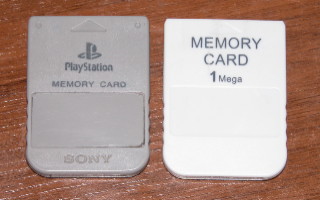 PlayStation
MEMORY CARD
SONY
MEMORY
CARD
1 Mega